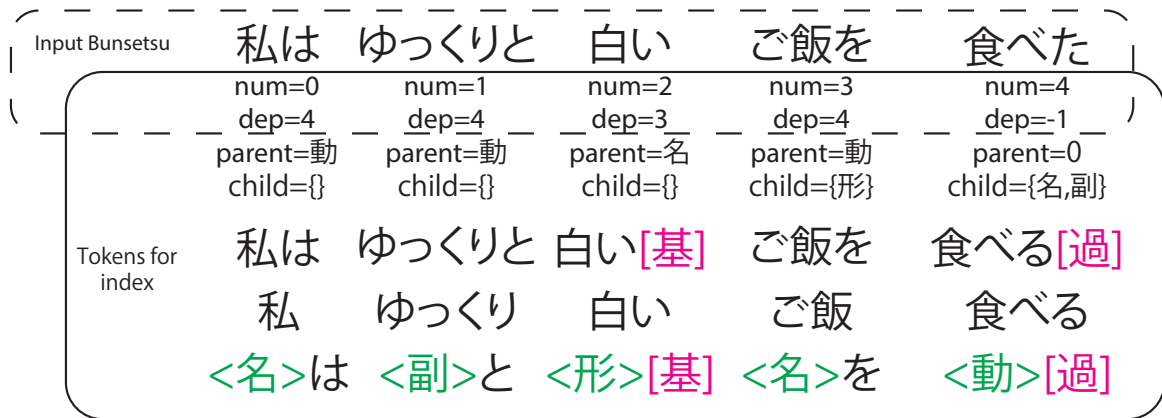 Input Bunsetsu 私は ゆっくりと 白い ご飯を 食べた
num=0 num=1 num=2 num=3 num=4
dep=4 dep=4 dep=3 dep=4 dep=-1
parent=動 parent=動 parent=名 parent=動 parent=0
child={} child={} child={} child={形} child={名,副}
Tokens for index
私は ゆっくりと 白い[基] ご飯を 食べる[過]
私 ゆっくり 白い ご飯 食べる
<名>は <副>と <形>[基] <名>を <動>[過]